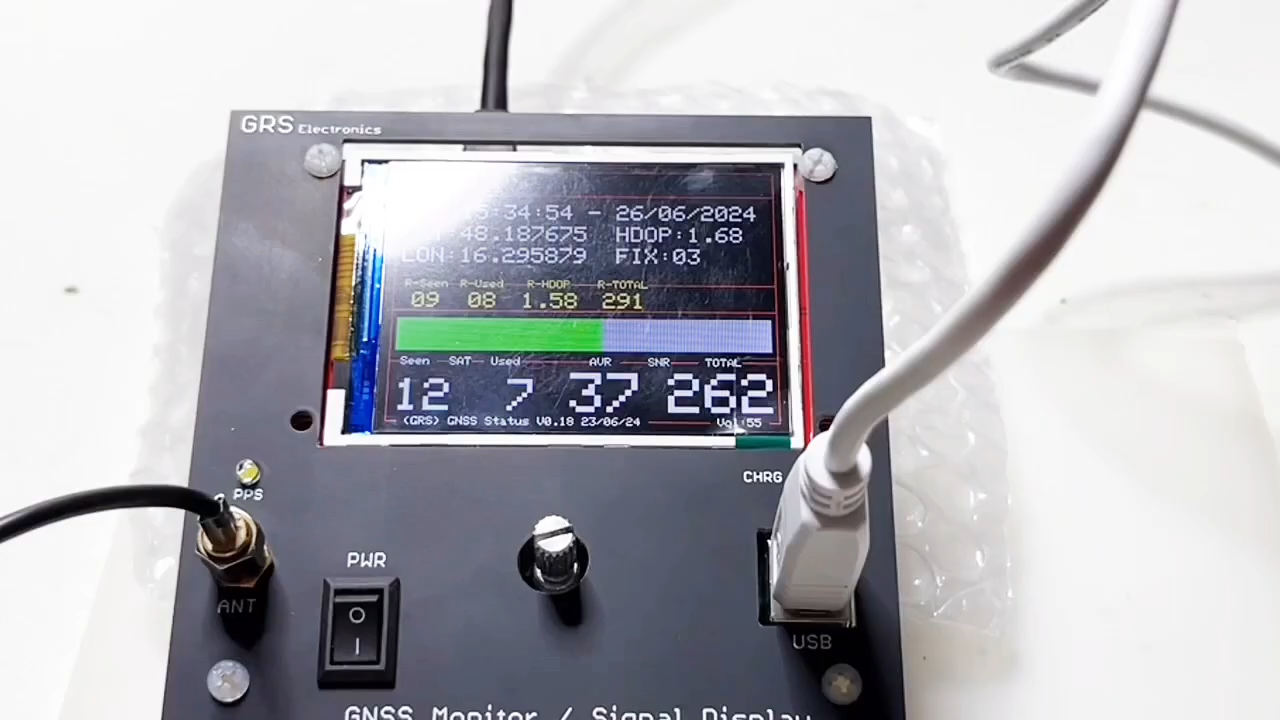 GRS Electronics
5:34:54 - 26/06/2024
:48.187675 HDOP:1.68
LON:16.295879 FIX:03
R-Seen R-Used R-HDOP R-TOTAL
09 08 1.58 291
Seen SAT Used AVR SNR TOTAL
12 7 37 262
(GRS) GNSS Status V0.18 23/06/24 Vol:55
CHRG
PPS
PWR
ANT
O
I
USB
GNSS Monitor / Signal Display